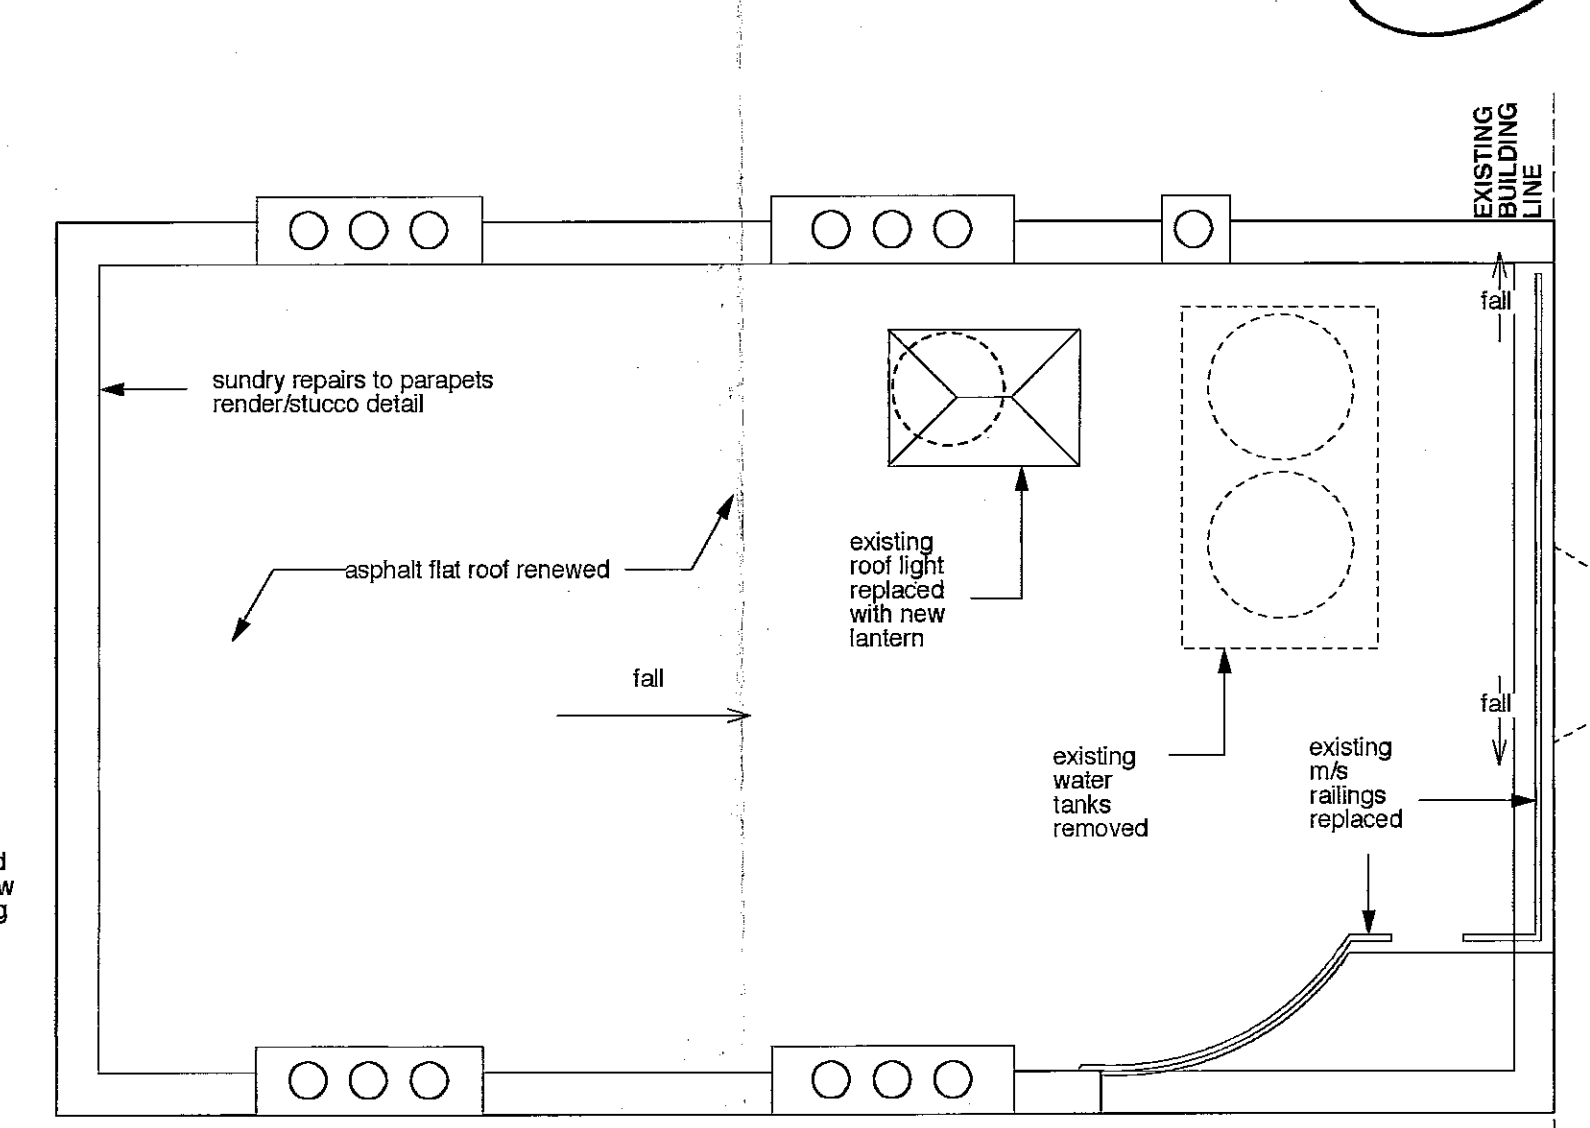 EXISTING
BUILDING
LINE
fall
sundry repairs to parapets
render/stucco detail
asphalt flat roof renewed
existing
roof light
replaced
with new
lantern
fall
fall
existing
water
tanks
removed
existing
m/s
railings
replaced